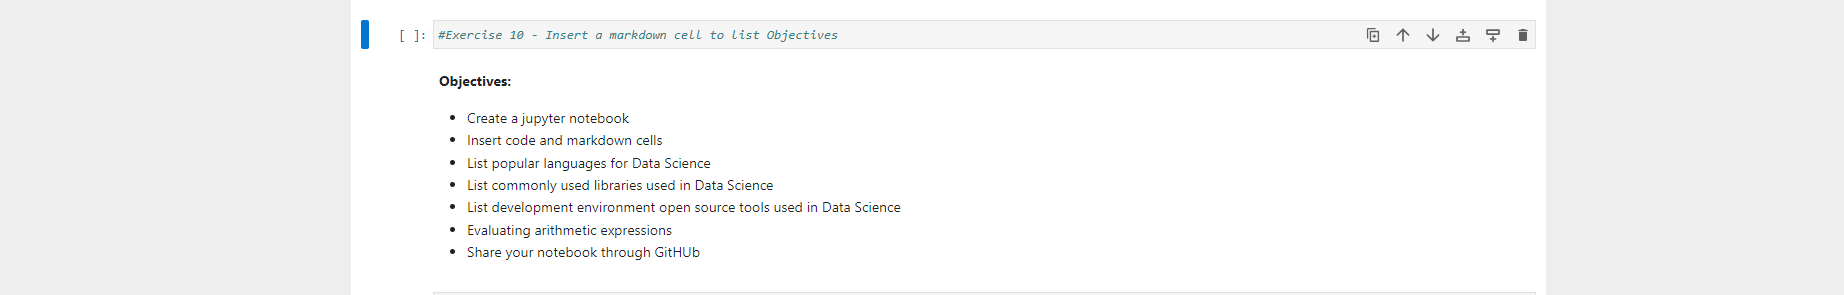 [ ]: #Exercise 10 - Insert a markdown cell to list Objectives
Objectives:
• Create a jupyter notebook
• Insert code and markdown cells
• List popular languages for Data Science
• List commonly used libraries used in Data Science
• List development environment open source tools used in Data Science
• Evaluating arithmetic expressions
• Share your notebook through GitHUb